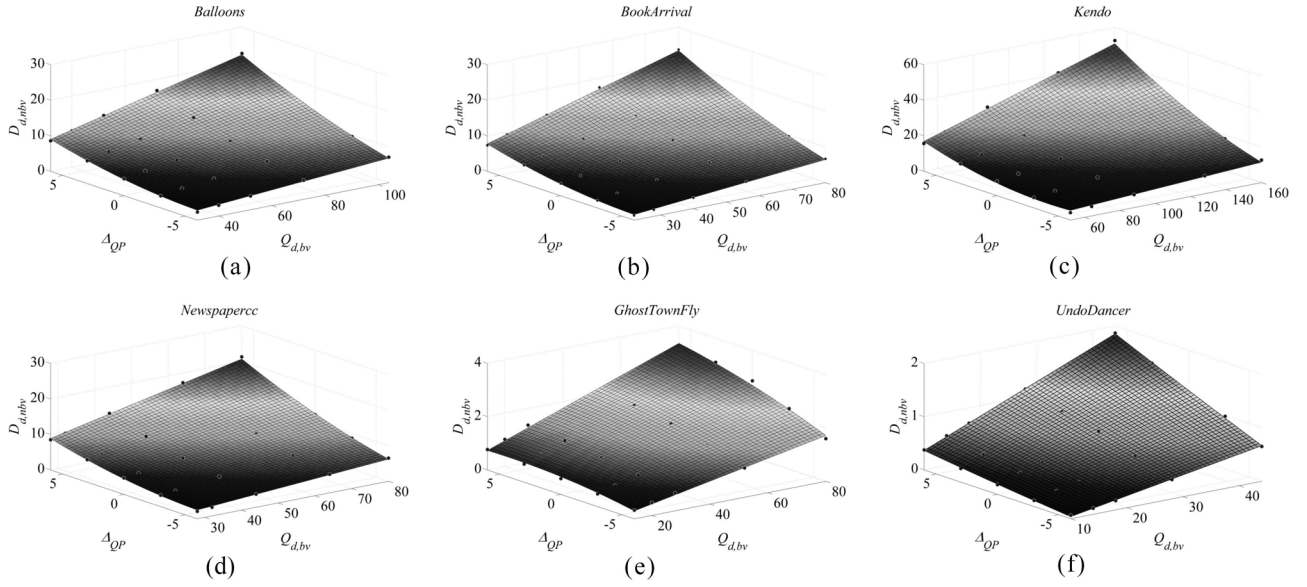 Balloons
BookArrival
Kendo
30
20
10
0
D_d,nbv
5
0
-5
Δ_QP
40
60
80
100
Q_d,bv
30
20
10
0
D_d,nbv
5
0
-5
Δ_QP
30
40
50
60
70
80
Q_d,bv
60
40
20
0
D_d,nbv
5
0
-5
Δ_QP
60
80
100
120
140
160
Q_d,bv
(a)
(b)
(c)
Newspapercc
GhostTownFly
UndoDancer
30
20
10
0
D_d,nbv
5
0
-5
Δ_QP
30
40
50
60
70
80
Q_d,bv
4
2
0
D_d,nbv
5
0
-5
Δ_QP
20
40
60
80
Q_d,bv
2
1
0
D_d,nbv
5
0
-5
Δ_QP
10
20
30
40
Q_d,bv
(d)
(e)
(f)